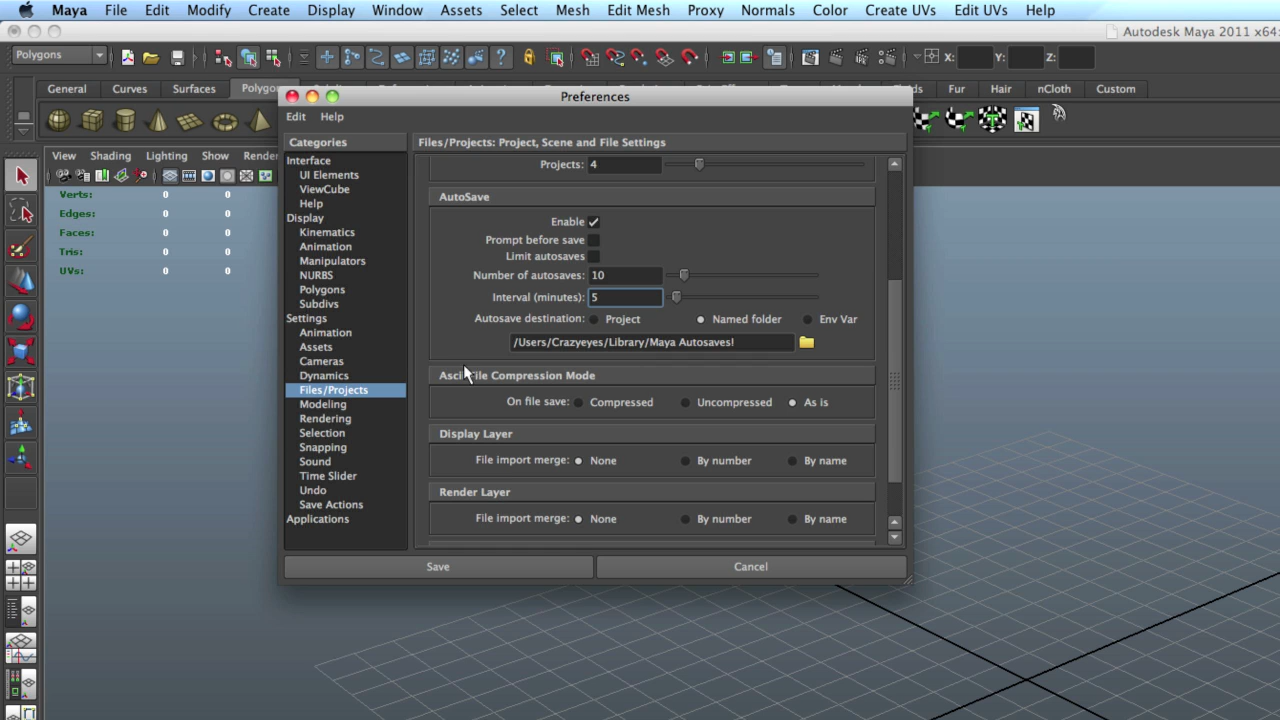 Maya File Edit Modify Create Display Window Assets Select Mesh Edit Mesh Proxy Normals Color Create UVs Edit UVs Help
Autodesk Maya 2011 x64:
Polygons
X: Y: Z:
General Curves Surfaces Polygo Fur Hair nCloth Custom
Preferences
Edit Help
Categories
Interface
UI Elements
ViewCube
Help
Display
Kinematics
Animation
Manipulators
NURBS
Polygons
Subdivs
Settings
Animation
Assets
Cameras
Dynamics
Files/Projects
Modeling
Rendering
Selection
Snapping
Sound
Time Slider
Undo
Save Actions
Applications
Files/Projects: Project, Scene and File Settings
Projects: 4
AutoSave
Enable
Prompt before save
Limit autosaves
Number of autosaves: 10
Interval (minutes): 5
Autosave destination: Project Named folder Env Var
/Users/Crazyeyes/Library/Maya Autosaves!
Ascii File Compression Mode
On file save: Compressed Uncompressed As is
Display Layer
File import merge: None By number By name
Render Layer
File import merge: None By number By name
Save Cancel
View Shading Lighting Show Render
Verts: 0 0 0
Edges: 0 0 0
Faces: 0 0 0
Tris: 0 0 0
UVs: 0 0 0